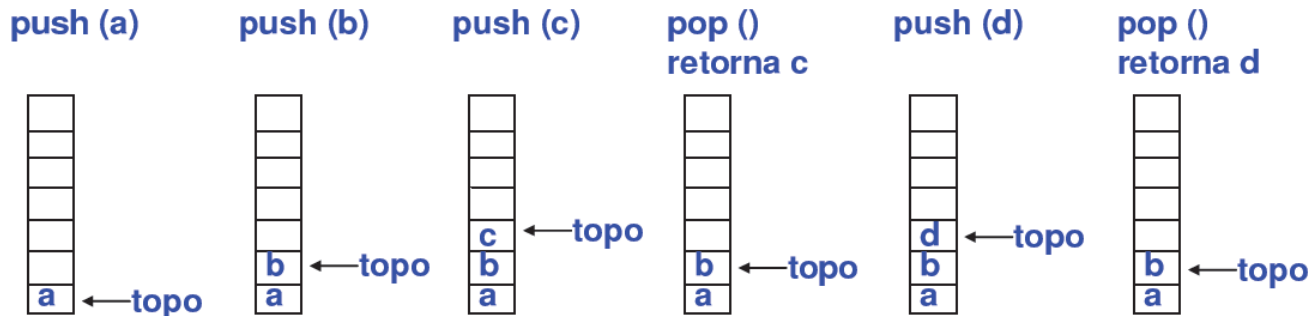 push (a)
push (b)
push (c)
pop ()
retorna c
push (d)
pop ()
retorna d
a
topo
b
topo
a
c
topo
b
a
b
topo
a
d
topo
b
a
b
topo
a